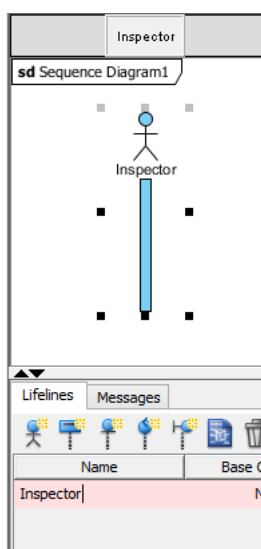 Inspector
sd Sequence Diagram1
Inspector
Lifelines Messages
Name Base
Inspector